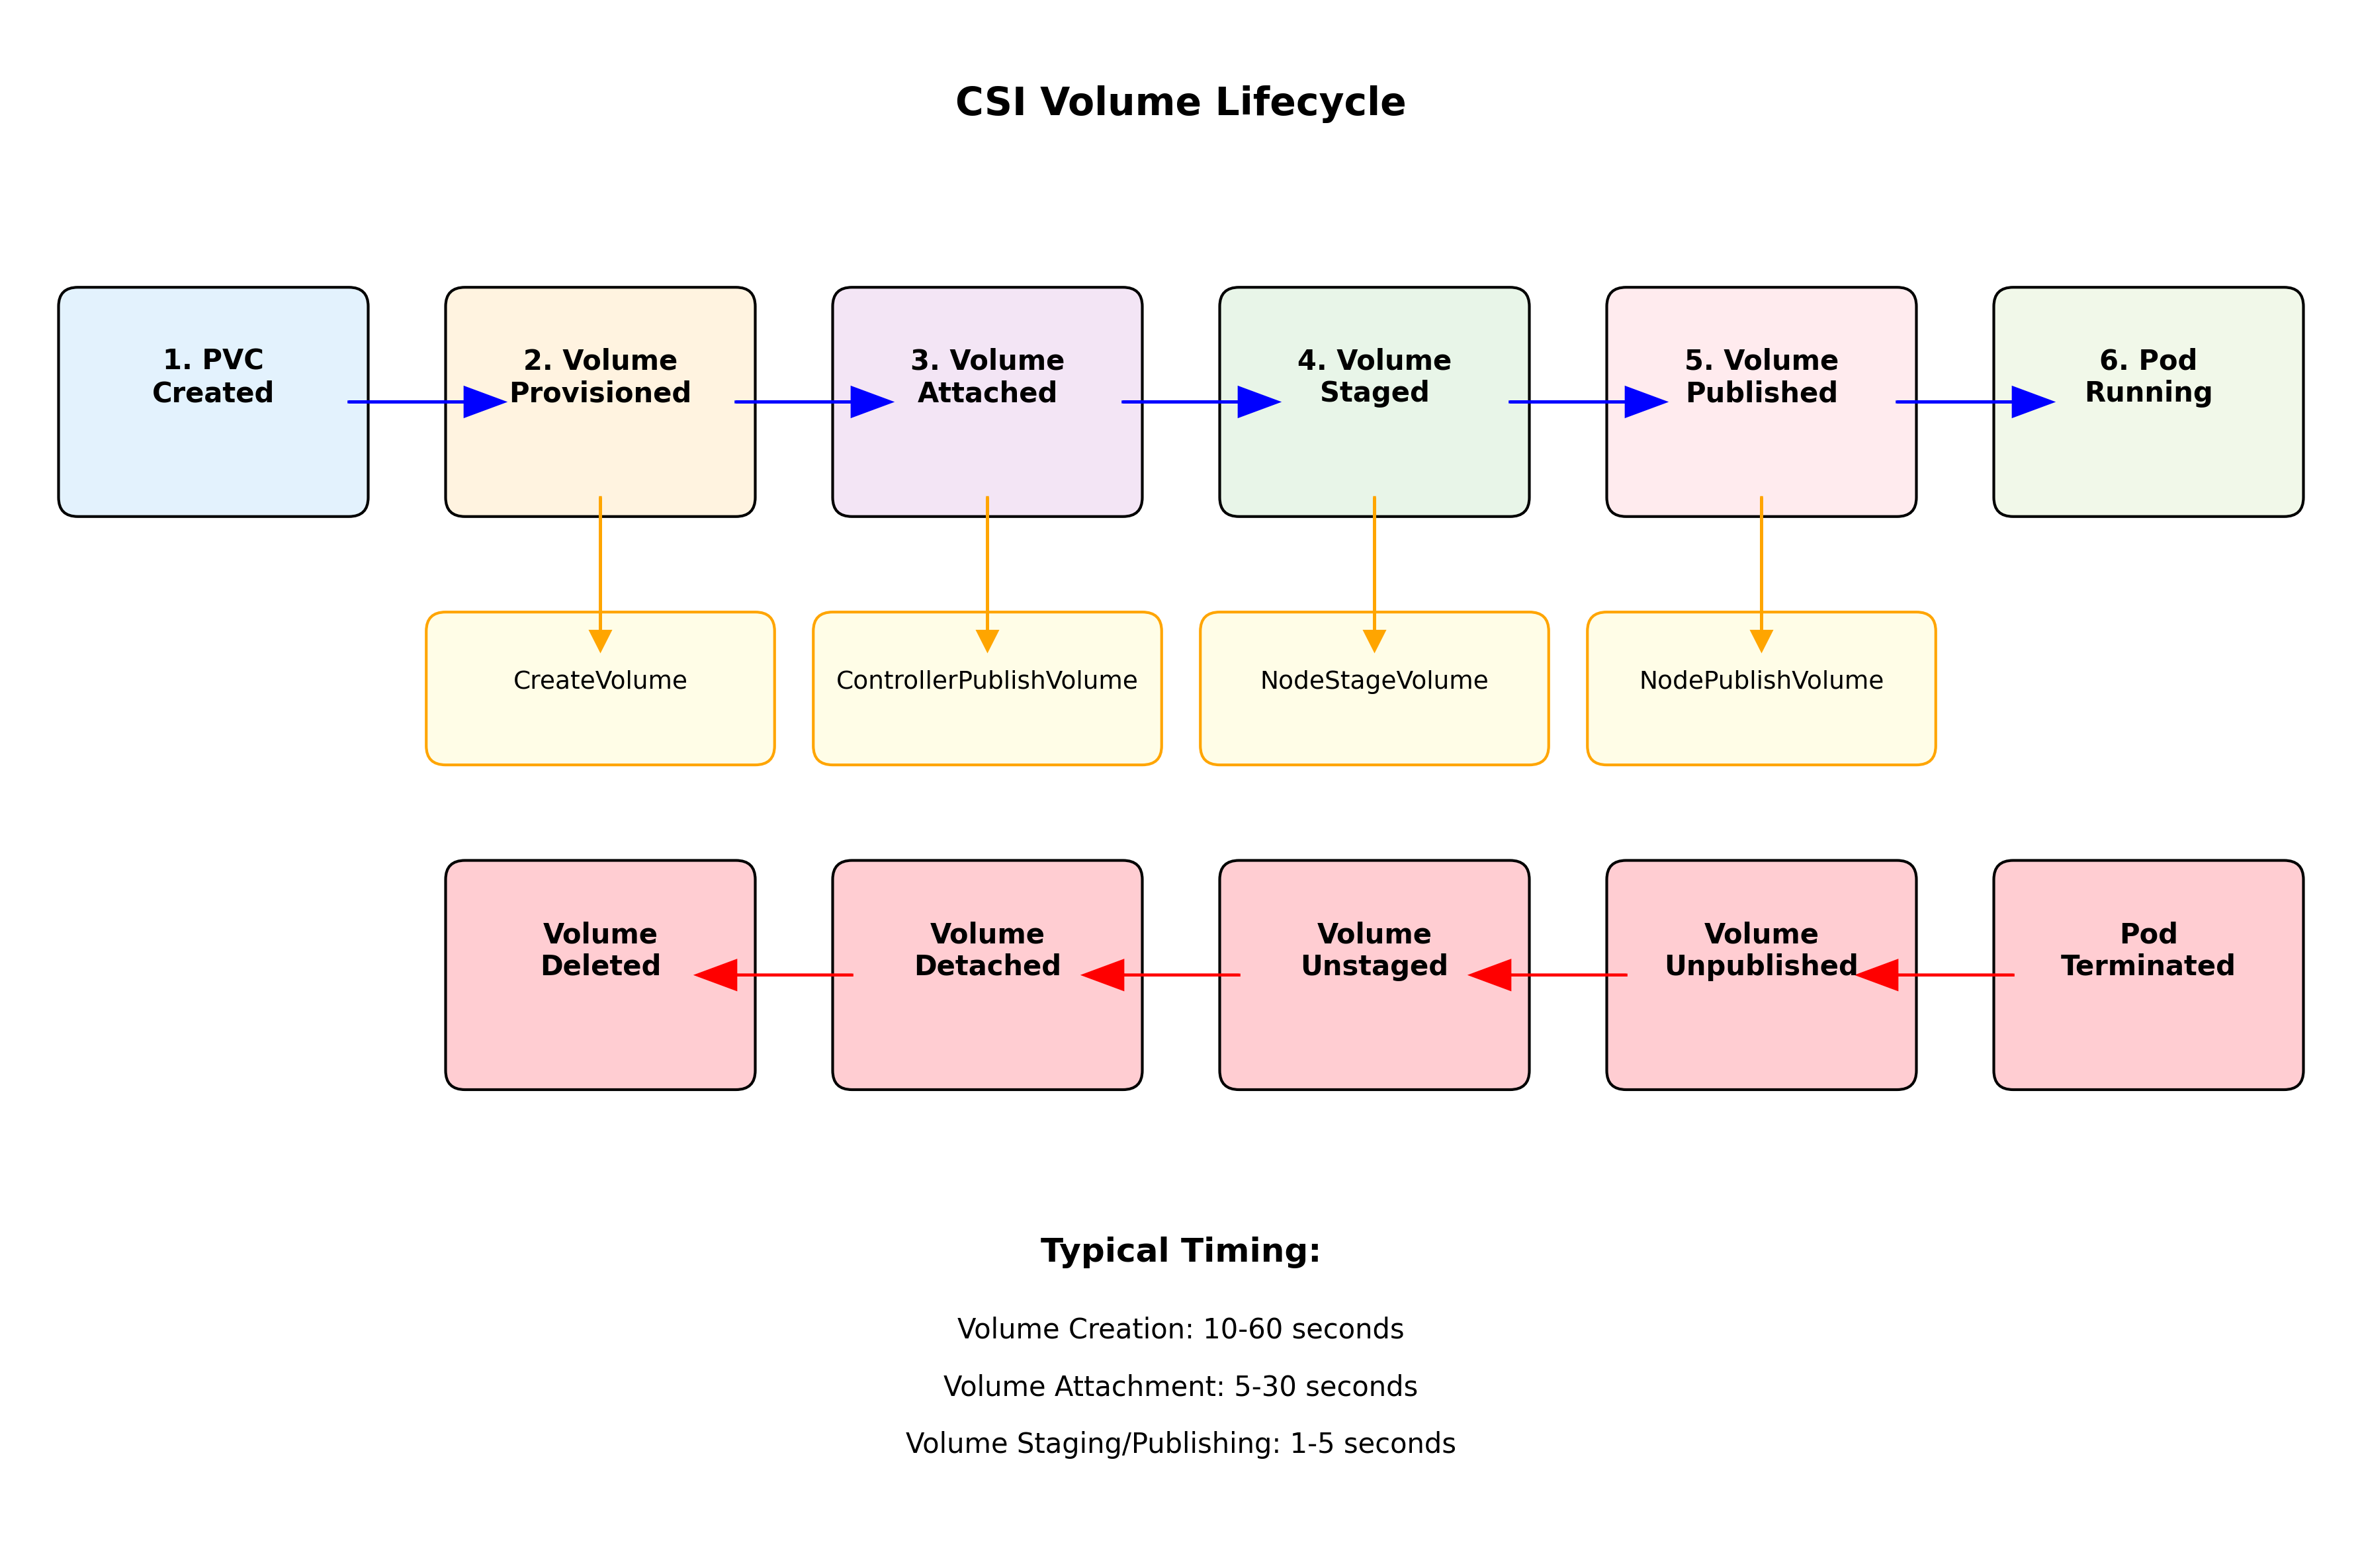 CSI Volume Lifecycle
1. PVC
Created
2. Volume
Provisioned
3. Volume
Attached
4. Volume
Staged
5. Volume
Published
6. Pod
Running
CreateVolume
ControllerPublishVolume
NodeStageVolume
NodePublishVolume
Volume
Deleted
Volume
Detached
Volume
Unstaged
Volume
Unpublished
Pod
Terminated
Typical Timing:
Volume Creation: 10-60 seconds
Volume Attachment: 5-30 seconds
Volume Staging/Publishing: 1-5 seconds